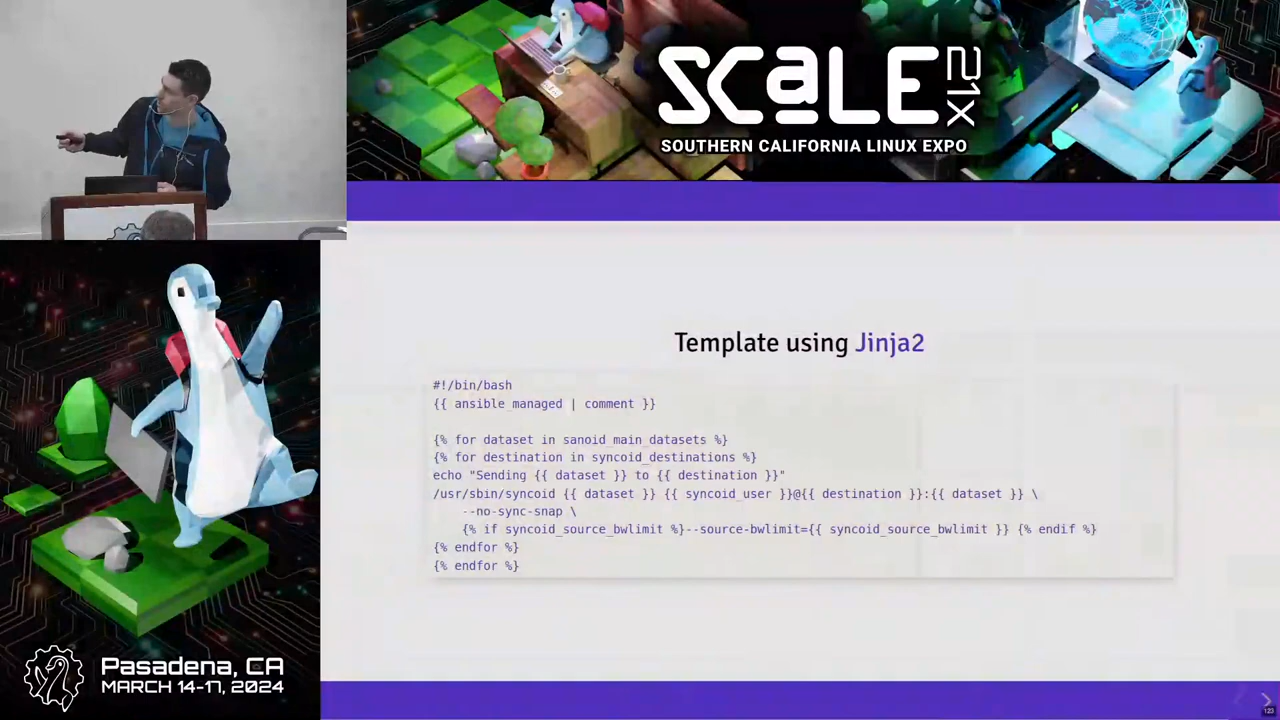 SCALE 21X
SOUTHERN CALIFORNIA LINUX EXPO
Template using Jinja2
#!/bin/bash
{{ ansible_managed | comment }}
{% for dataset in sanoid_main_datasets %}
{% for destination in syncoid_destinations %}
echo "Sending {{ dataset }} to {{ destination }}"
/usr/sbin/syncoid {{ dataset }} {{ syncoid_user }}@{{ destination }}:{{ dataset }} \
    --no-sync-snap \
    {% if syncoid_source_bwlimit %}--source-bwlimit={{ syncoid_source_bwlimit }} {% endif %}
{% endfor %}
{% endfor %}
Pasadena, CA
MARCH 14-17, 2024
123